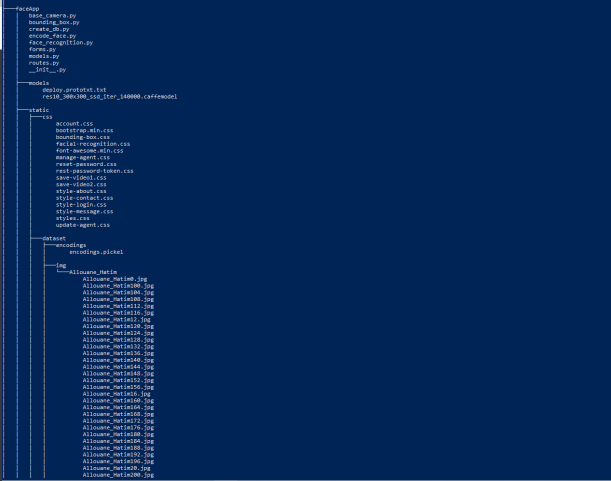 faceApp
base_camera.py
bounding_box.py
create_db.py
encode_face.py
face_recognition.py
forms.py
models.py
routes.py
__init__.py
models
deploy.prototxt.txt
res10_300x300_ssd_iter_140000.caffemodel
static
css
account.css
bootstrap.min.css
bounding-box.css
facial-recognition.css
font-awesome.min.css
manage-agent.css
reset-password.css
rest-password-token.css
save-video1.css
save-video2.css
style-about.css
style-contact.css
style-login.css
style-message.css
styles.css
update-agent.css
dataset
encodings
encodings.pickel
img
Allouane_Hatim
Allouane_Hatim0.jpg
Allouane_Hatim100.jpg
Allouane_Hatim104.jpg
Allouane_Hatim108.jpg
Allouane_Hatim112.jpg
Allouane_Hatim116.jpg
Allouane_Hatim12.jpg
Allouane_Hatim120.jpg
Allouane_Hatim124.jpg
Allouane_Hatim128.jpg
Allouane_Hatim132.jpg
Allouane_Hatim136.jpg
Allouane_Hatim140.jpg
Allouane_Hatim144.jpg
Allouane_Hatim148.jpg
Allouane_Hatim152.jpg
Allouane_Hatim156.jpg
Allouane_Hatim16.jpg
Allouane_Hatim160.jpg
Allouane_Hatim164.jpg
Allouane_Hatim168.jpg
Allouane_Hatim172.jpg
Allouane_Hatim176.jpg
Allouane_Hatim180.jpg
Allouane_Hatim184.jpg
Allouane_Hatim188.jpg
Allouane_Hatim192.jpg
Allouane_Hatim196.jpg
Allouane_Hatim20.jpg
Allouane_Hatim200.jpg